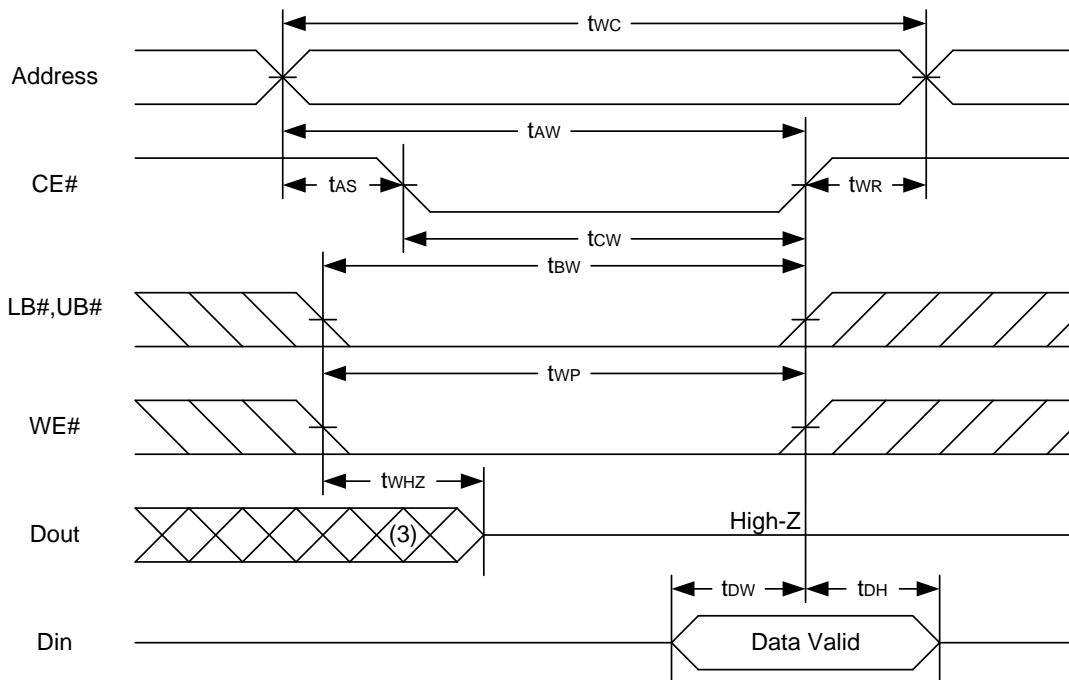 tWC
Address
tAW
CE#
tAS
tWR
tCW
tBW
LB#,UB#
tWP
WE#
tWHZ
Dout
(3)
High-Z
tDW
tDH
Din
Data Valid